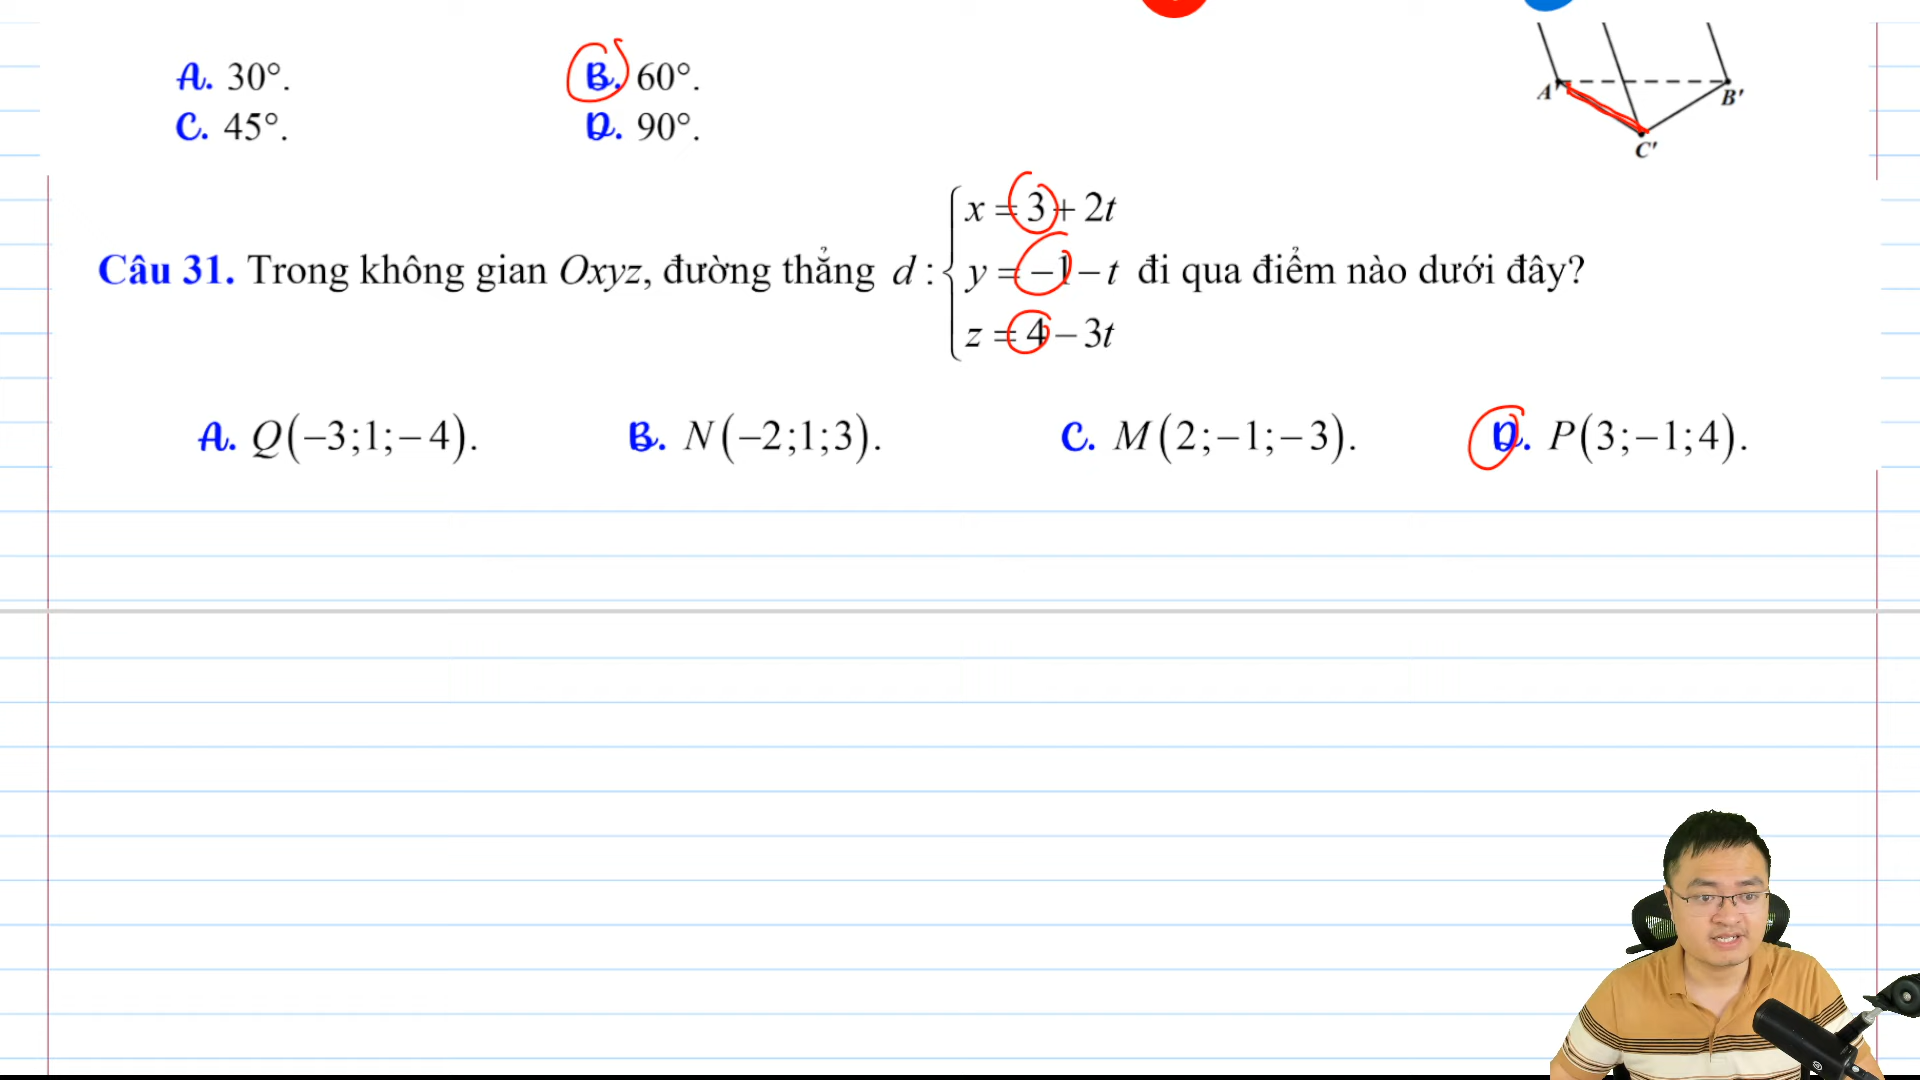 A. 30°. B. 60°.
C. 45°. D. 90°.
A' B'
C'
x = 3 + 2t
Câu 31. Trong không gian Oxyz, đường thẳng d : { y = −1 − t đi qua điểm nào dưới đây?
z = 4 − 3t
A. Q(−3;1;−4). B. N(−2;1;3). C. M(2;−1;−3). D. P(3;−1;4).